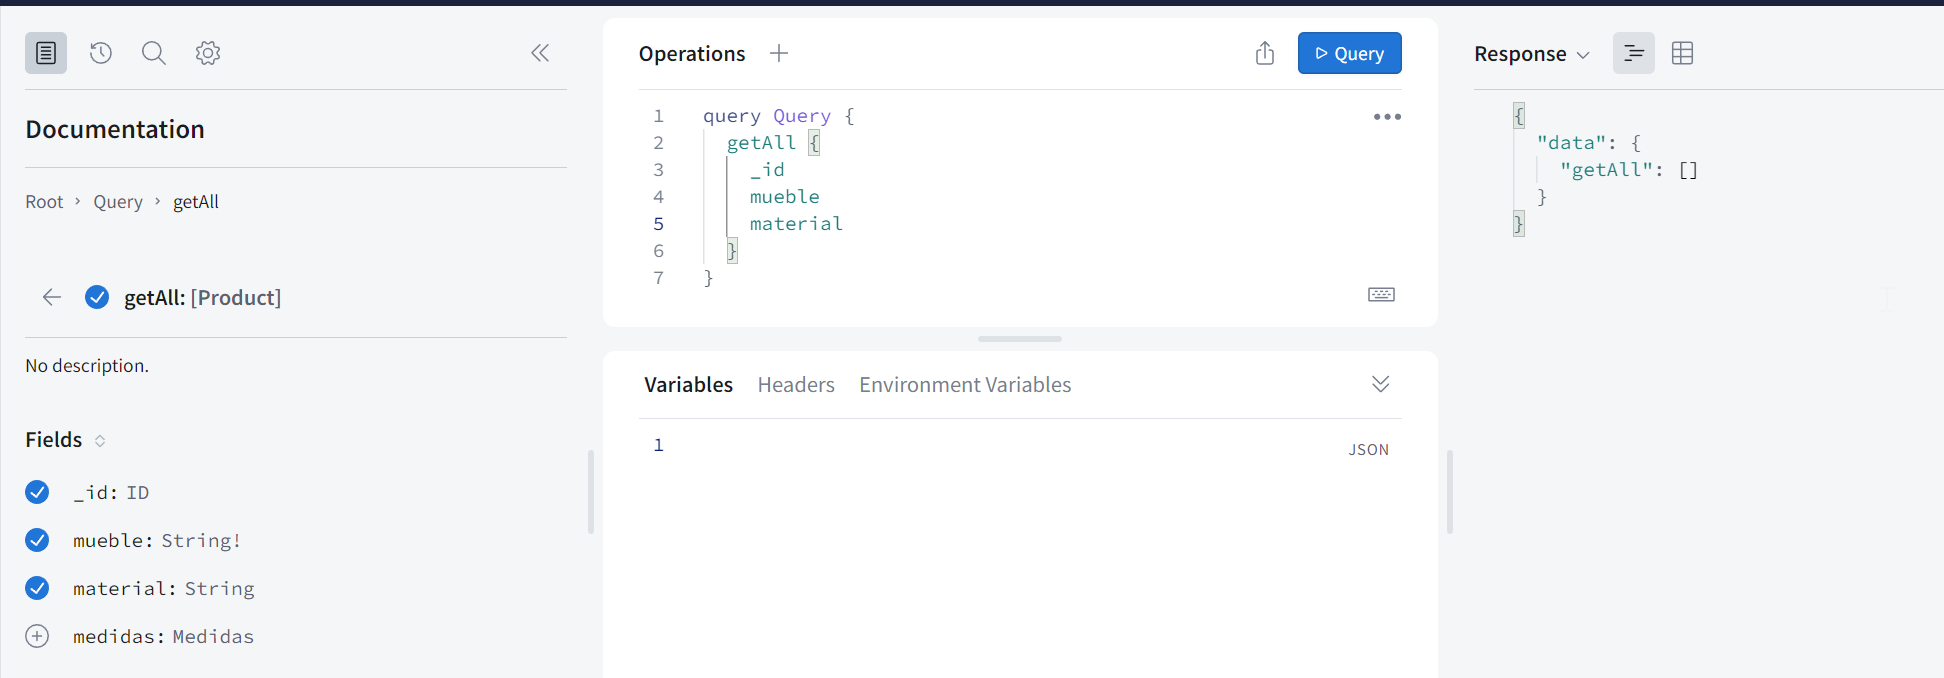 Documentation
Root › Query › getAll
getAll: [Product]
No description.
Fields
_id: ID
mueble: String!
material: String
medidas: Medidas
Operations
Query
1 query Query {
2 getAll {
3 _id
4 mueble
5 material
6 }
7 }
Variables Headers Environment Variables
1
JSON
Response
{
"data": {
"getAll": []
}
}